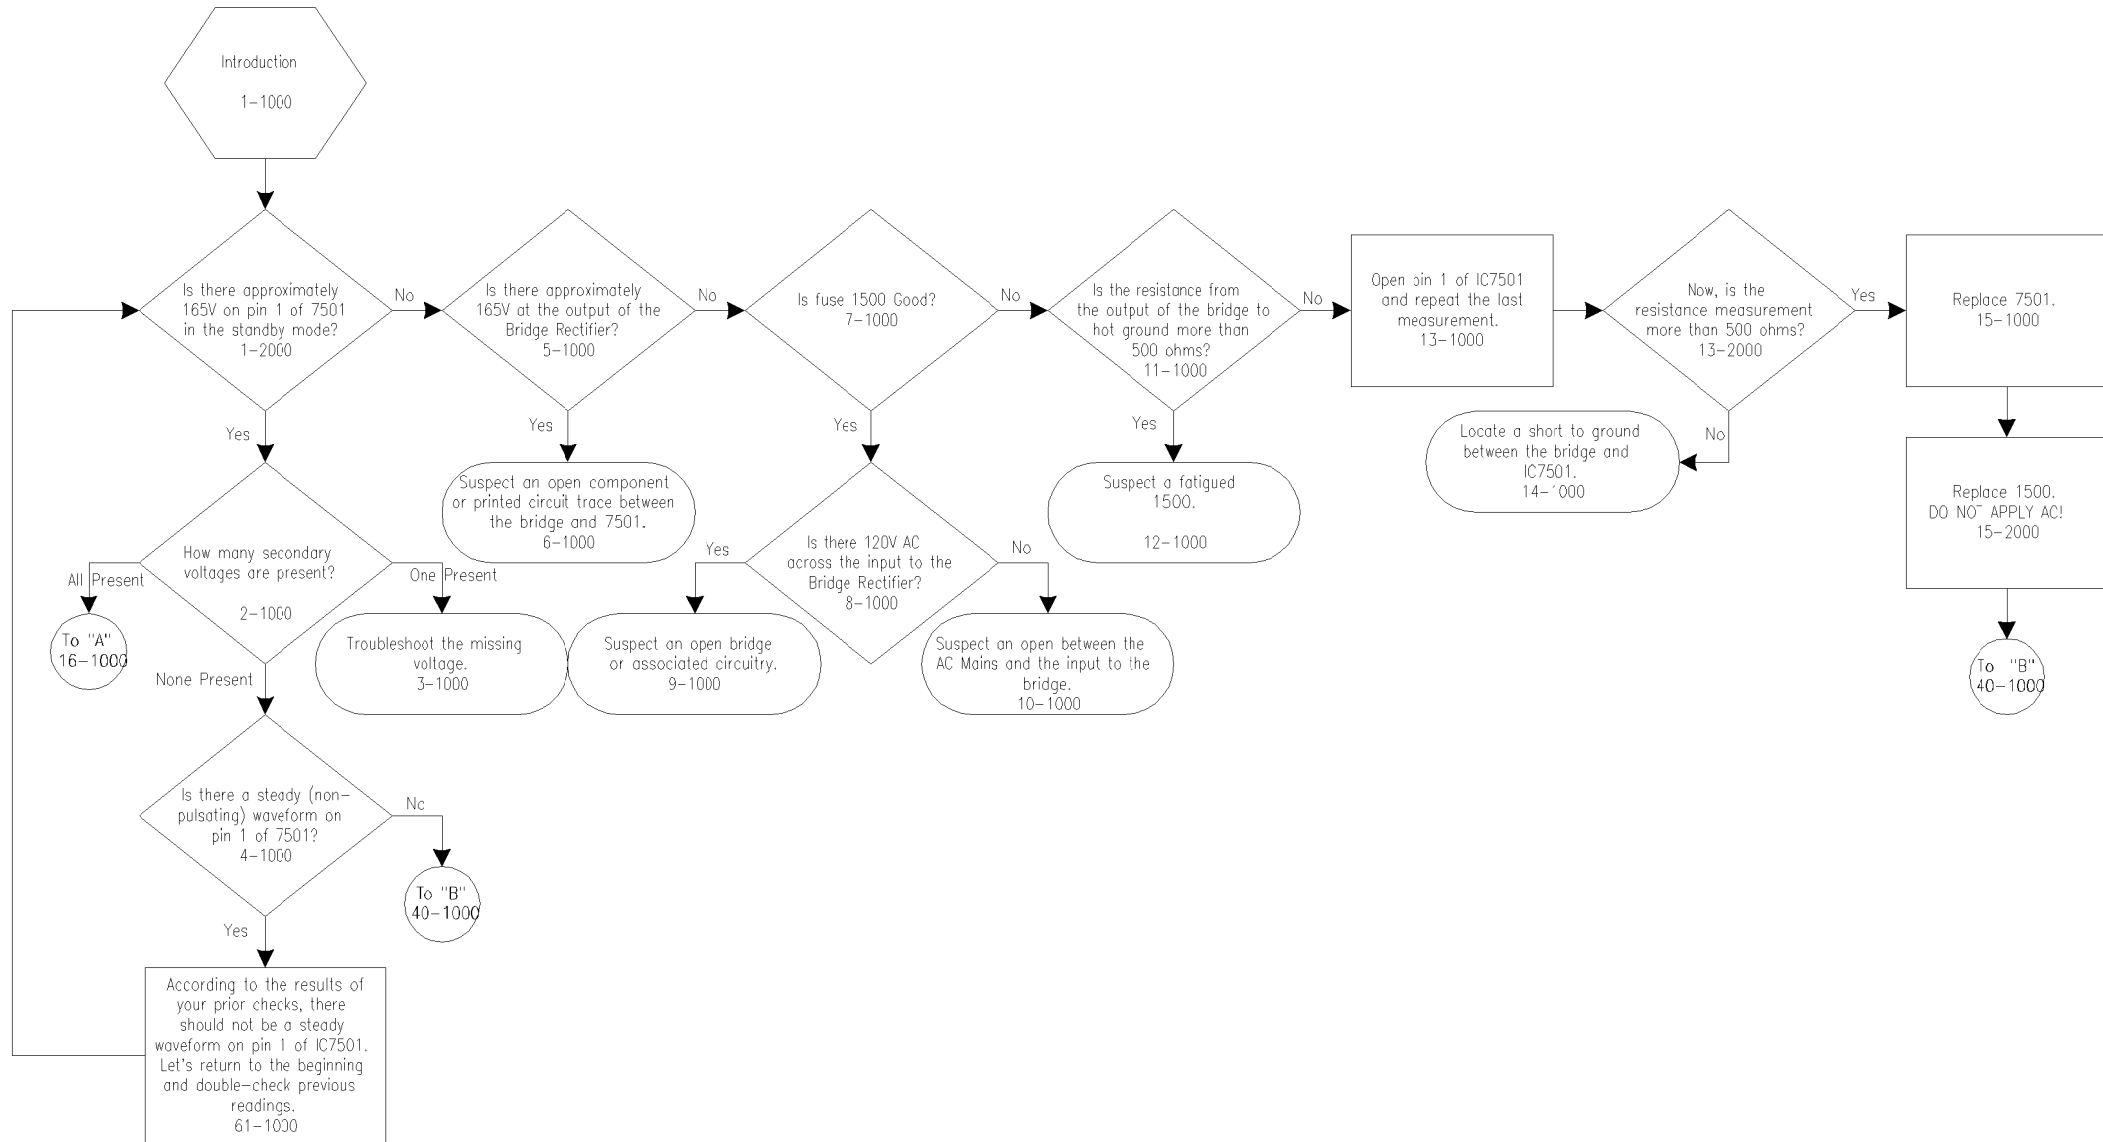 Introduction
1-1000
Is there approximately
165V on pin 1 of 7501
in the standby mode?
1-2000
No
Is there approximately
165V at the output of the
Bridge Rectifier?
5-1000
No
Is fuse 1500 Good?
7-1000
No
Is the resistance from
the output of the bridge to
hot ground more than
500 ohms?
11-1000
No
Open pin 1 of IC7501
and repeat the last
measurement.
13-1000
Now, is the
resistance measurement
more than 500 ohms?
13-2000
Yes
Replace 7501.
15-1000
Yes
Yes
Yes
Yes
No
Suspect an open component
or printed circuit trace between
the bridge and 7501.
6-1000
Suspect a fatigued
1500.
12-1000
Locate a short to ground
between the bridge and
IC7501.
14-1000
Replace 1500.
DO NOT APPLY AC!
15-2000
How many secondary
voltages are present?
2-1000
All Present
One Present
Is there 120V AC
across the input to the
Bridge Rectifier?
8-1000
Yes
No
To "A"
16-1000
None Present
Troubleshoot the missing
voltage.
3-1000
Suspect an open bridge
or associated circuitry.
9-1000
Suspect an open between the
AC Mains and the input to the
bridge.
10-1000
To "B"
40-1000
Is there a steady (non-
pulsating) waveform on
pin 1 of 7501?
4-1000
No
To "B"
40-1000
Yes
According to the results of
your prior checks, there
should not be a steady
waveform on pin 1 of IC7501.
Let's return to the beginning
and double-check previous
readings.
61-1000